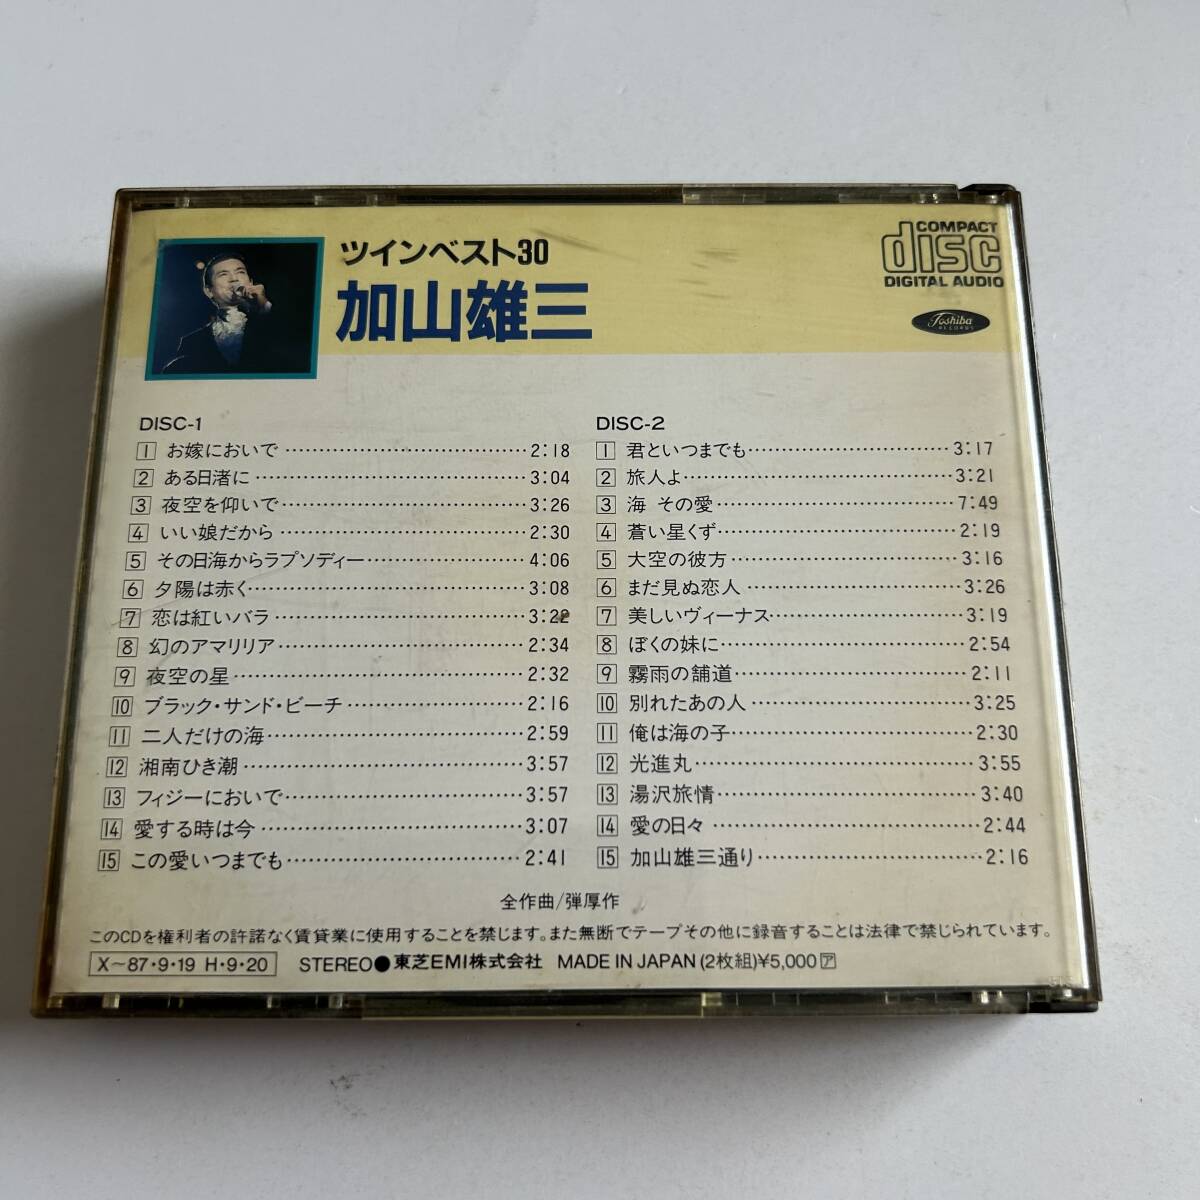 ツインベスト30
加山雄三
COMPACT
disc
DIGITAL AUDIO
Toshiba
RECORDS
DISC-1
1 お嫁においで 2:18
2 ある日渚に 3:04
3 夜空を仰いで 3:26
4 いい娘だから 2:30
5 その日海からラプソディー 4:06
6 夕陽は赤く 3:08
7 恋は紅いバラ 3:22
8 幻のアマリリア 2:34
9 夜空の星 2:32
10 ブラック・サンド・ビーチ 2:16
11 二人だけの海 2:59
12 湘南ひき潮 3:57
13 フィジーにおいで 3:57
14 愛する時は今 3:07
15 この愛いつまでも 2:41
DISC-2
1 君といつまでも 3:17
2 旅人よ 3:21
3 海 その愛 7:49
4 蒼い星くず 2:19
5 大空の彼方 3:16
6 まだ見ぬ恋人 3:26
7 美しいヴィーナス 3:19
8 ぼくの妹に 2:54
9 霧雨の舗道 2:11
10 別れたあの人 3:25
11 俺は海の子 2:30
12 光進丸 3:55
13 湯沢旅情 3:40
14 愛の日々 2:44
15 加山雄三通り 2:16
全作曲/弾厚作
このCDを権利者の許諾なく賃貸業に使用することを禁じます。また無断でテープその他に録音することは法律で禁じられています。
X〜87・9・19 H・9・20 STEREO●東芝EMI株式会社 MADE IN JAPAN (2枚組)¥5,000ア